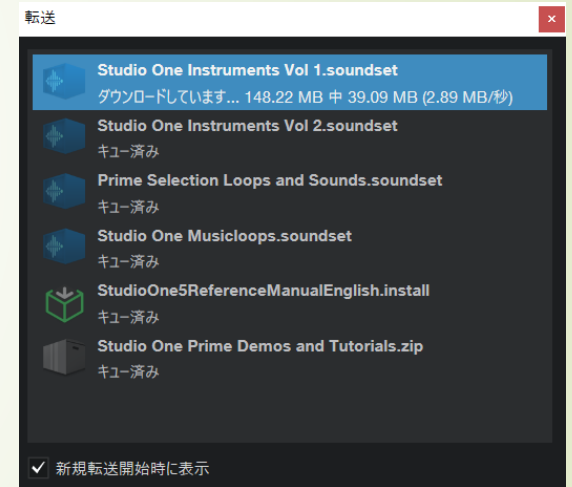 転送
Studio One Instruments Vol 1.soundset
ダウンロードしています... 148.22 MB 中 39.09 MB (2.89 MB/秒)
Studio One Instruments Vol 2.soundset
キュー済み
Prime Selection Loops and Sounds.soundset
キュー済み
Studio One Musicloops.soundset
キュー済み
StudioOne5ReferenceManualEnglish.install
キュー済み
Studio One Prime Demos and Tutorials.zip
キュー済み
新規転送開始時に表示